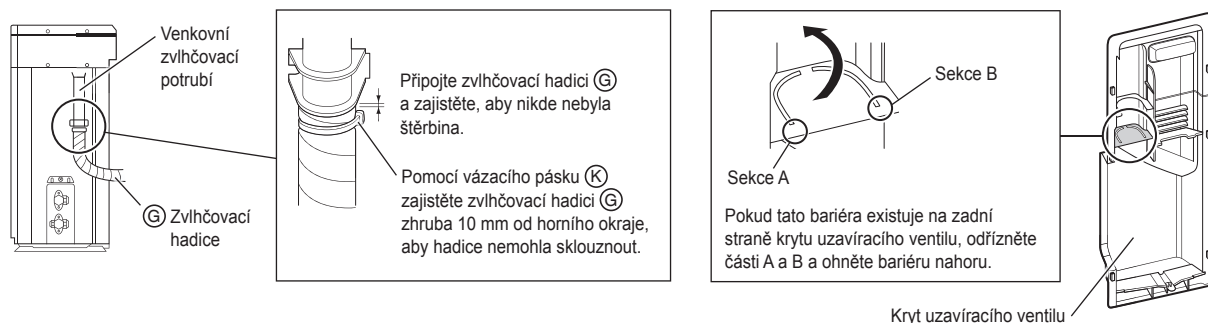 Venkovní
zvlhčovací
potrubí
Ⓖ Zvlhčovací
hadice
Připojte zvlhčovací hadici Ⓖ
a zajistěte, aby nikde nebyla
štěrbina.
Pomocí vázacího pásku Ⓚ
zajistěte zvlhčovací hadici Ⓖ
zhruba 10 mm od horního okraje,
aby hadice nemohla sklouznout.
Sekce B
Sekce A
Pokud tato bariéra existuje na zadní
straně krytu uzavíracího ventilu, odřízněte
části A a B a ohněte bariéru nahoru.
Kryt uzavíracího ventilu